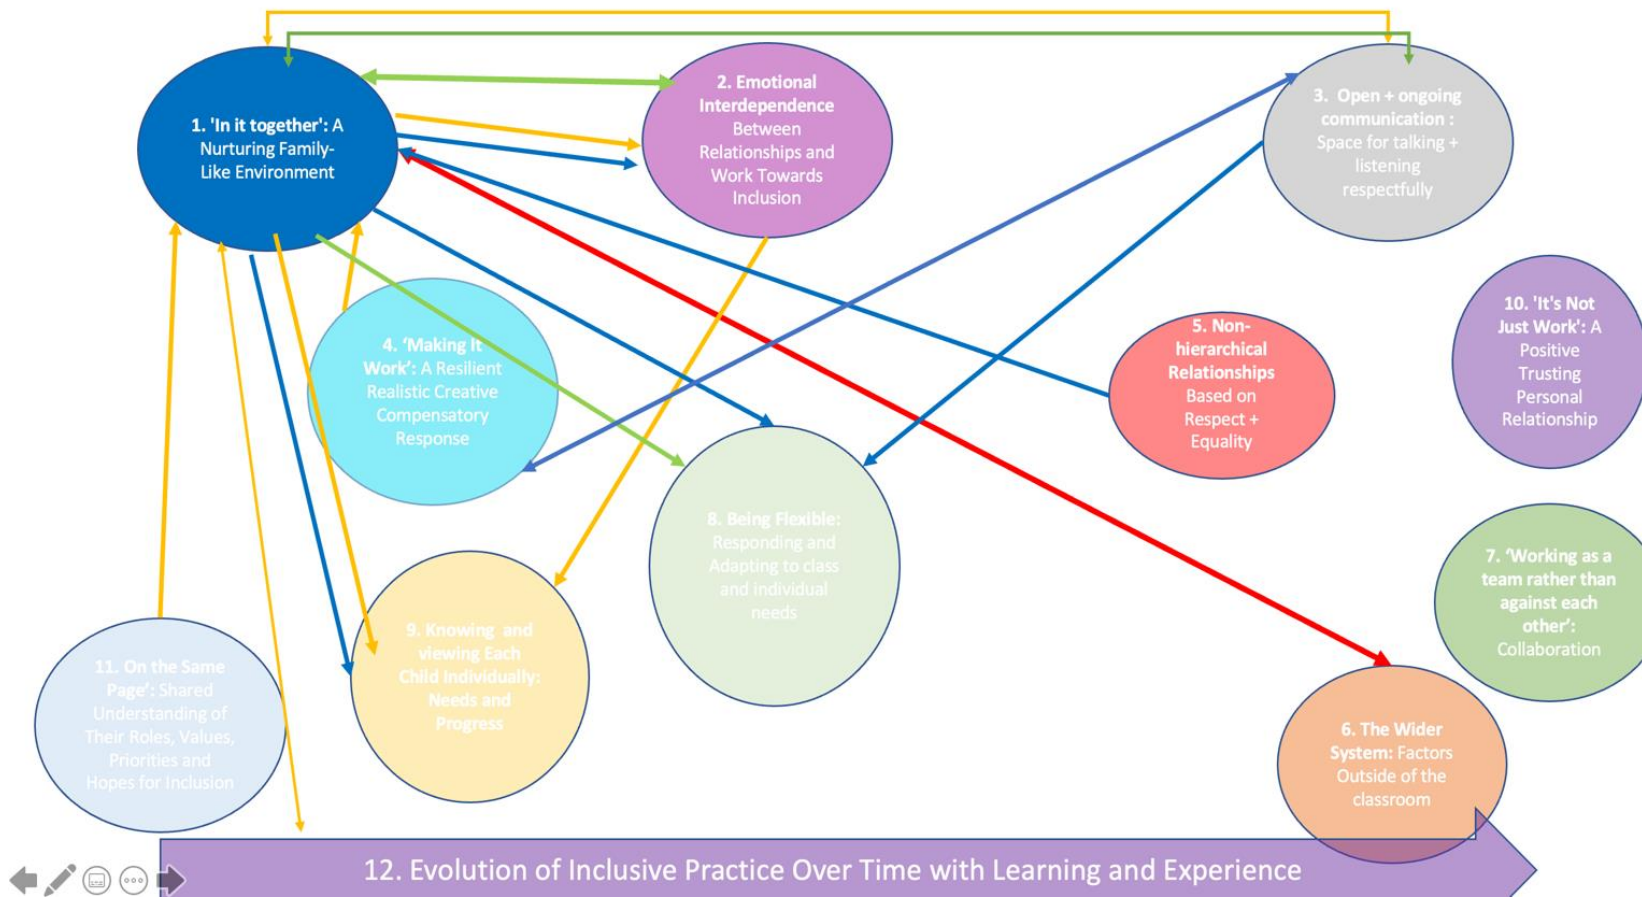 1. 'In it together': A
Nurturing Family-
Like Environment
2. Emotional
Interdependence
Between
Relationships and
Work Towards
Inclusion
3.  Open + ongoing
communication :
Space for talking +
listening
respectfully
4. ‘Making It
Work’: A Resilient
Realistic Creative
Compensatory
Response
5. Non-
hierarchical
Relationships
Based on
Respect +
Equality
10. 'It's Not
Just Work': A
Positive
Trusting
Personal
Relationship
8. Being Flexible:
Responding and
Adapting to class
and individual
needs
7. ‘Working as a
team rather than
against each
other’:
Collaboration
9. Knowing  and
viewing Each
Child Individually:
Needs and
Progress
11. On the Same
Page’: Shared
Understanding of
Their Roles, Values,
Priorities and
Hopes for Inclusion
6. The Wider
System: Factors
Outside of the
classroom
12. Evolution of Inclusive Practice Over Time with Learning and Experience